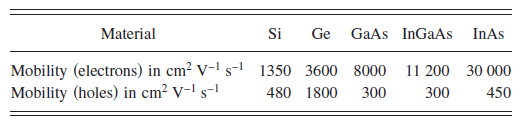 Material Si Ge GaAs InGaAs InAs
Mobility (electrons) in cm² V⁻¹ s⁻¹ 1350 3600 8000 11 200 30 000
Mobility (holes) in cm² V⁻¹ s⁻¹ 480 1800 300 300 450